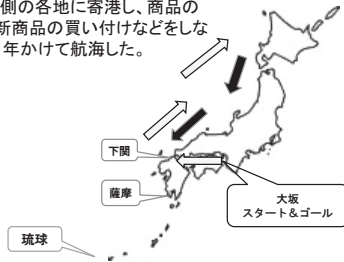 側の各地に寄港し、商品の
新商品の買い付けなどをしな
年かけて航海した。
下関
薩摩
大坂
スタート&ゴール
琉球